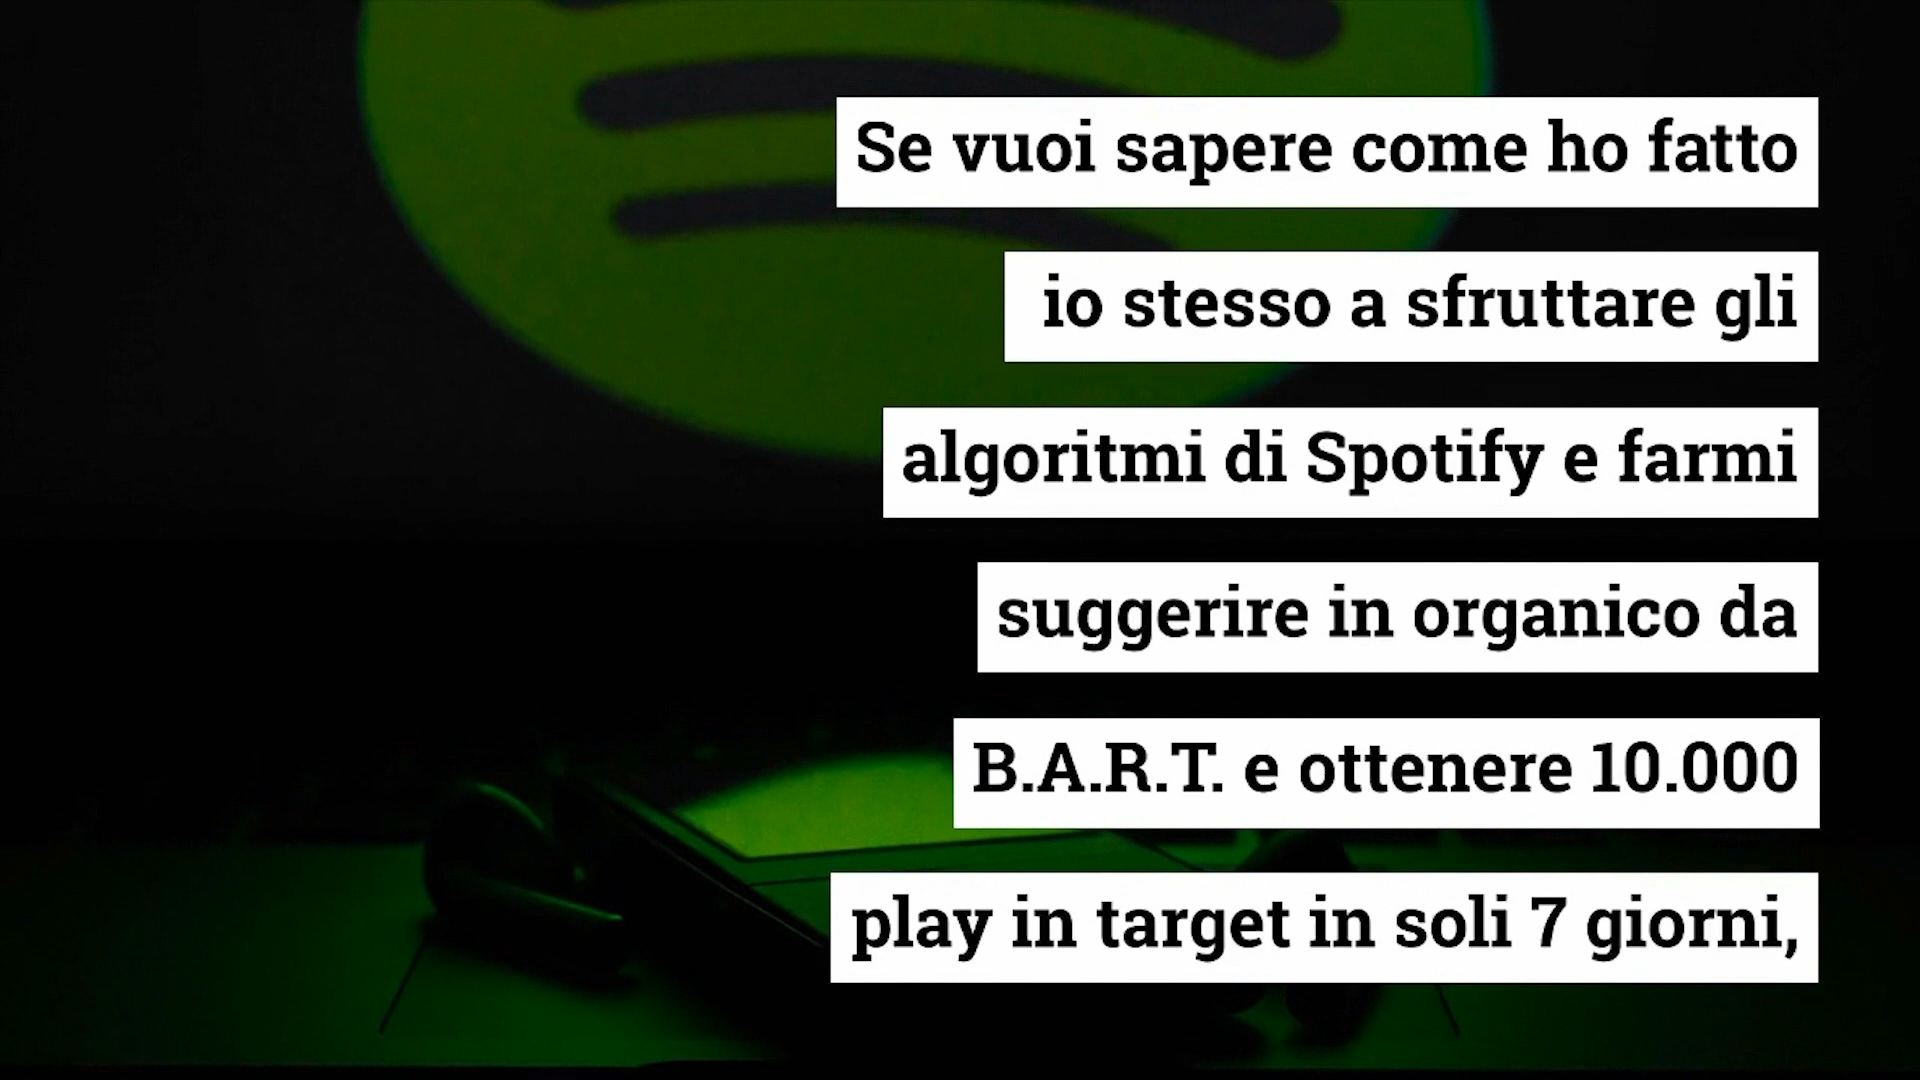 Se vuoi sapere come ho fatto
io stesso a sfruttare gli
algoritmi di Spotify e farmi
suggerire in organico da
B.A.R.T. e ottenere 10.000
play in target in soli 7 giorni,